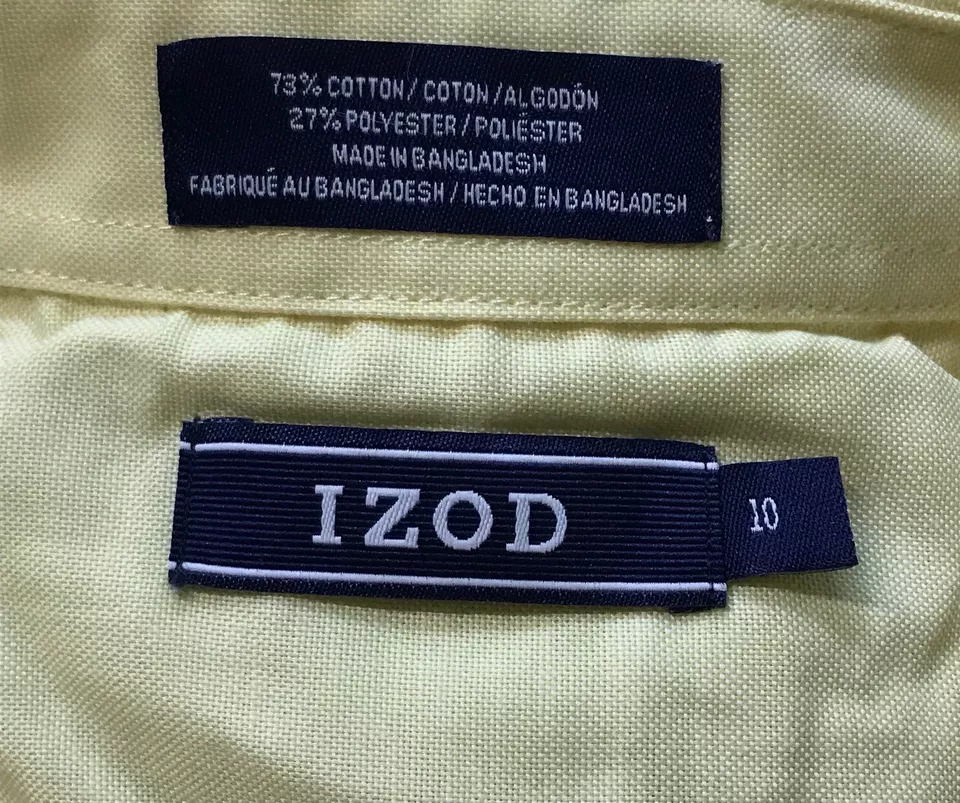 73% COTTON / COTON / ALGODÓN
27% POLYESTER / POLIÉSTER
MADE IN BANGLADESH
FABRIQUÉ AU BANGLADESH / HECHO EN BANGLADESH
IZOD
10